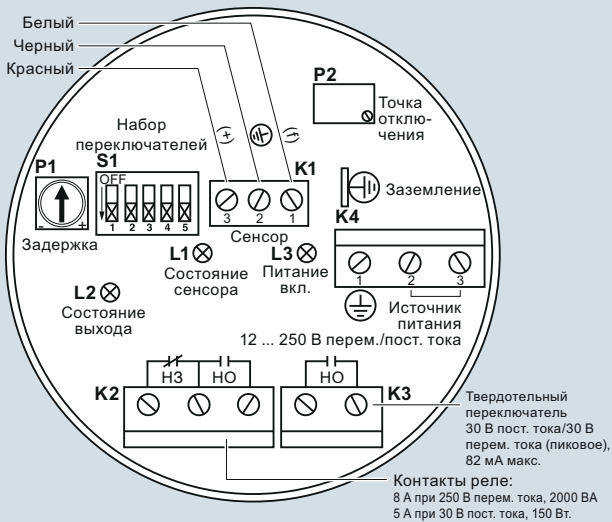 Белый
Черный
Красный
P2
Точка
отклю-
чения
Набор
переключателей
P1
S1
OFF
1 2 3 4 5
- +
Задержка
(+)
(f)
K1
3 2 1
Сенсор
Заземление
K4
1 2 3
L1
Состояние
сенсора
L3
Питание
вкл.
L2
Состояние
выхода
Источник
питания
12 ... 250 В перем./пост. тока
K2
НЗ
НО
НО
K3
Твердотельный
переключатель
30 В пост. тока/30 В
перем. тока (пиковое),
82 мА макс.
Контакты реле:
8 А при 250 В перем. тока, 2000 ВА
5 А при 30 В пост. тока, 150 Вт.